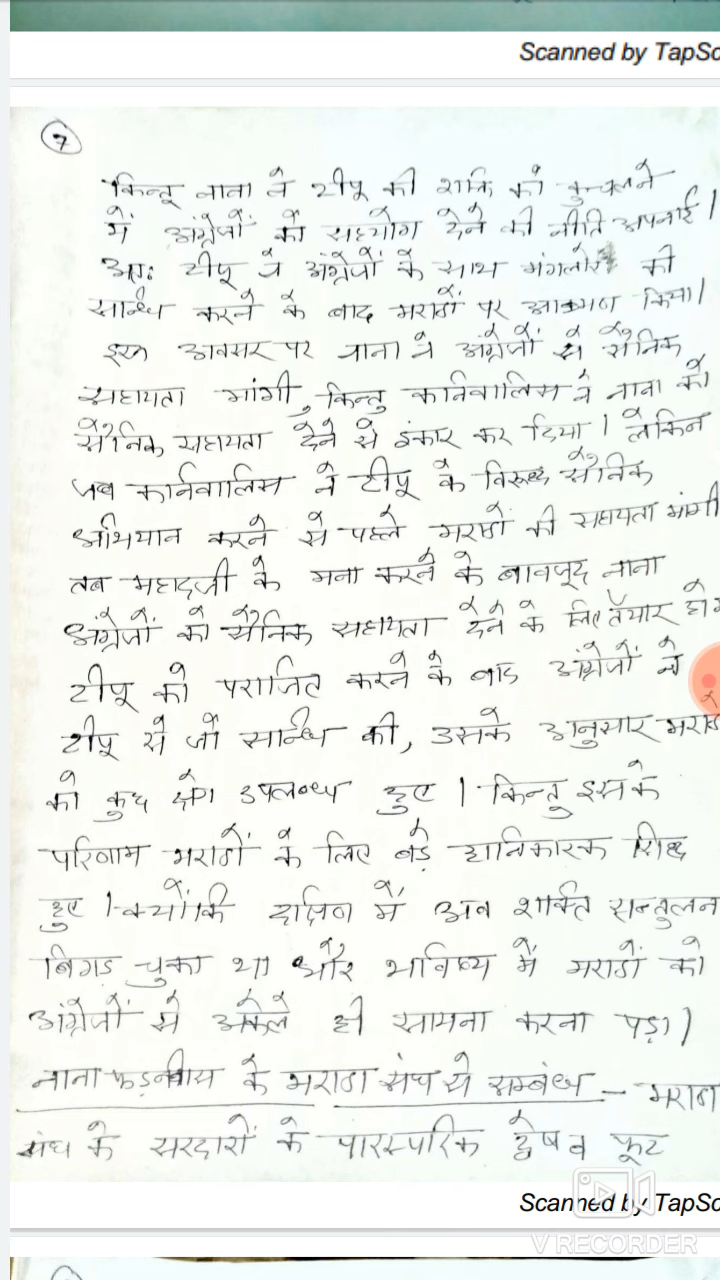 Scanned by TapSc
7
किन्तू नाना ने टीपू की शक्ति को कुचलने
में अंग्रेजों को सहयोग देने की नीति अपनाई।
अतः टीपू ने अंग्रेजों के साथ मंगलोर की
सन्धि करने के बाद मराठों पर आक्रमण किया।
इस अवसर पर नाना ने अंग्रेजों से सैनिक
सहायता मांगी, किन्तु कार्नवालिस ने नाना को
सैनिक सहायता देने से इंकार कर दिया। लेकिन
जब कार्नवालिस ने टीपू के विरुद्ध सैनिक
अभियान करने से पहले मराठों की सहायता मांगी
तब महादजी के मना करने के बावजूद नाना
अंग्रेजों को सैनिक सहायता देने के लिए तैयार हो
टीपू को पराजित करने के बाद अंग्रेजों ने
टीपू से जो सन्धि की, उसके अनुसार मराठ
को कुछ क्षेत्र उपलब्ध हुए। किन्तु इसके
परिणाम मराठों के लिए बड़े हानिकारक सिद्ध
हुए। क्योंकि दक्षिण में अब शक्ति सन्तुलन
बिगड़ चुका था और भविष्य में मराठों को
अंग्रेजों से अकेले ही सामना करना पड़ा।
नाना फड़नवीस के मराठा संघ से सम्बंध – मराठा
संघ के सरदारों के पारस्परिक द्वेष व फूट
Scanned by TapSc
V RECORDER